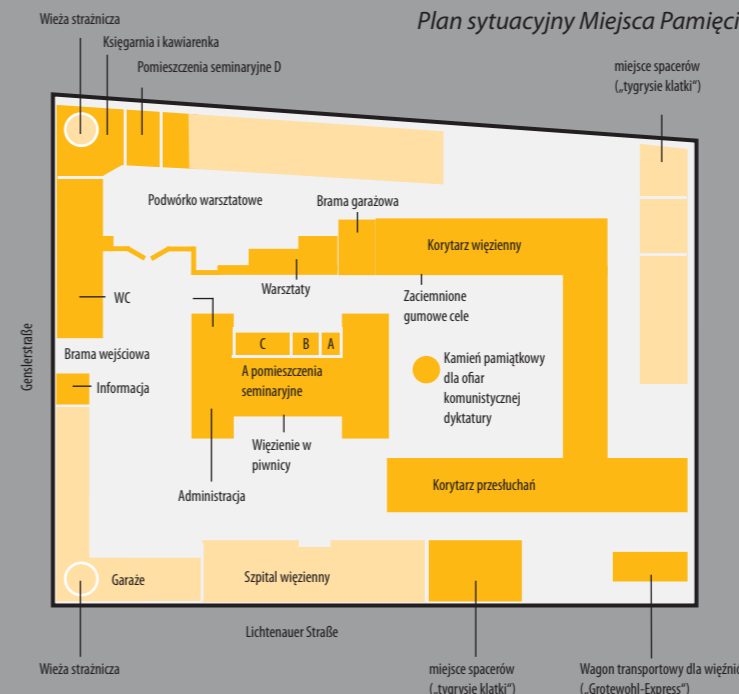 Plan sytuacyjny Miejsca Pamięci
Wieża strażnicza
Księgarnia i kawiarenka
Pomieszczenia seminaryjne D
miejsce spacerów
(„tygrysie klatki“)
Podwórko warsztatowe
Brama garażowa
Korytarz więzienny
Warsztaty
Zaciemnione
gumowe cele
WC
Genslerstraße
Brama wejściowa
Informacja
C
B
A
A pomieszczenia
seminaryjne
Kamień pamiątkowy
dla ofiar
komunistycznej
dyktatury
Więzienie w
piwnicy
Administracja
Korytarz przesłuchań
Garaże
Szpital więzienny
Lichtenauer Straße
Wieża strażnicza
miejsce spacerów
(„tygrysie klatki“)
Wagon transportowy dla więźnió
(„Grotewohl-Express“)